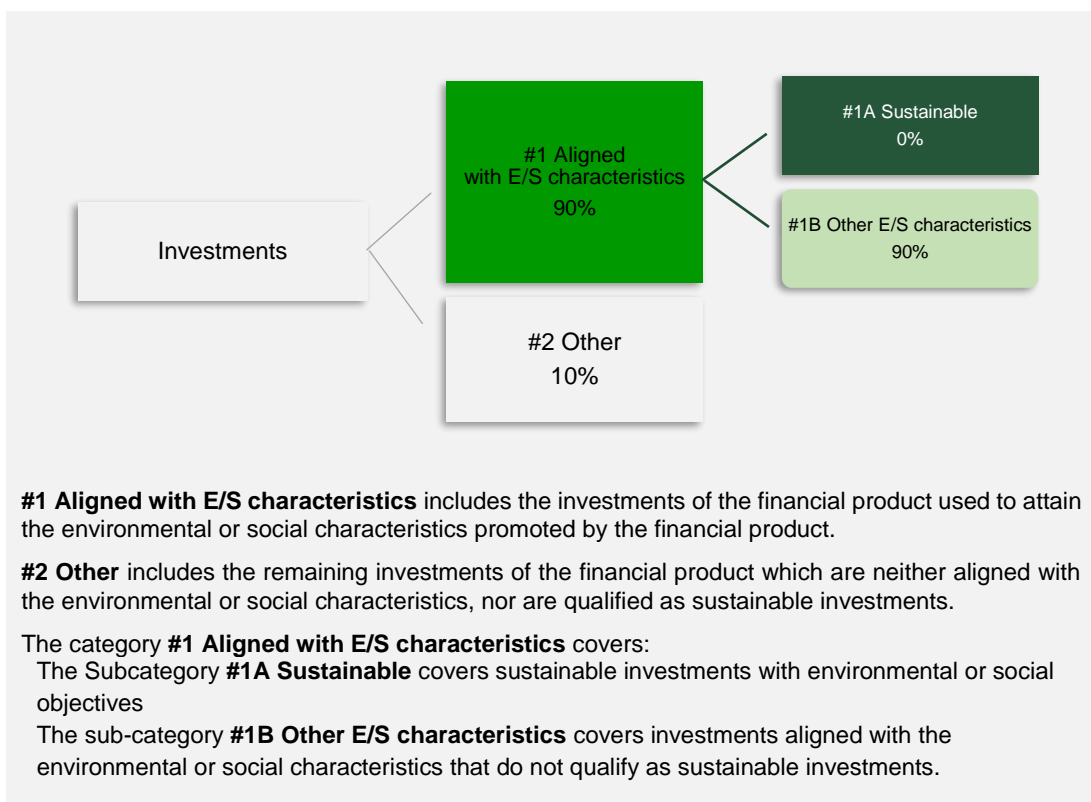 Investments
#1 Aligned
with E/S characteristics
90%
#2 Other
10%
#1A Sustainable
0%
#1B Other E/S characteristics
90%
#1 Aligned with E/S characteristics includes the investments of the financial product used to attain
the environmental or social characteristics promoted by the financial product.
#2 Other includes the remaining investments of the financial product which are neither aligned with
the environmental or social characteristics, nor are qualified as sustainable investments.
The category #1 Aligned with E/S characteristics covers:
The Subcategory #1A Sustainable covers sustainable investments with environmental or social
objectives
The sub-category #1B Other E/S characteristics covers investments aligned with the
environmental or social characteristics that do not qualify as sustainable investments.